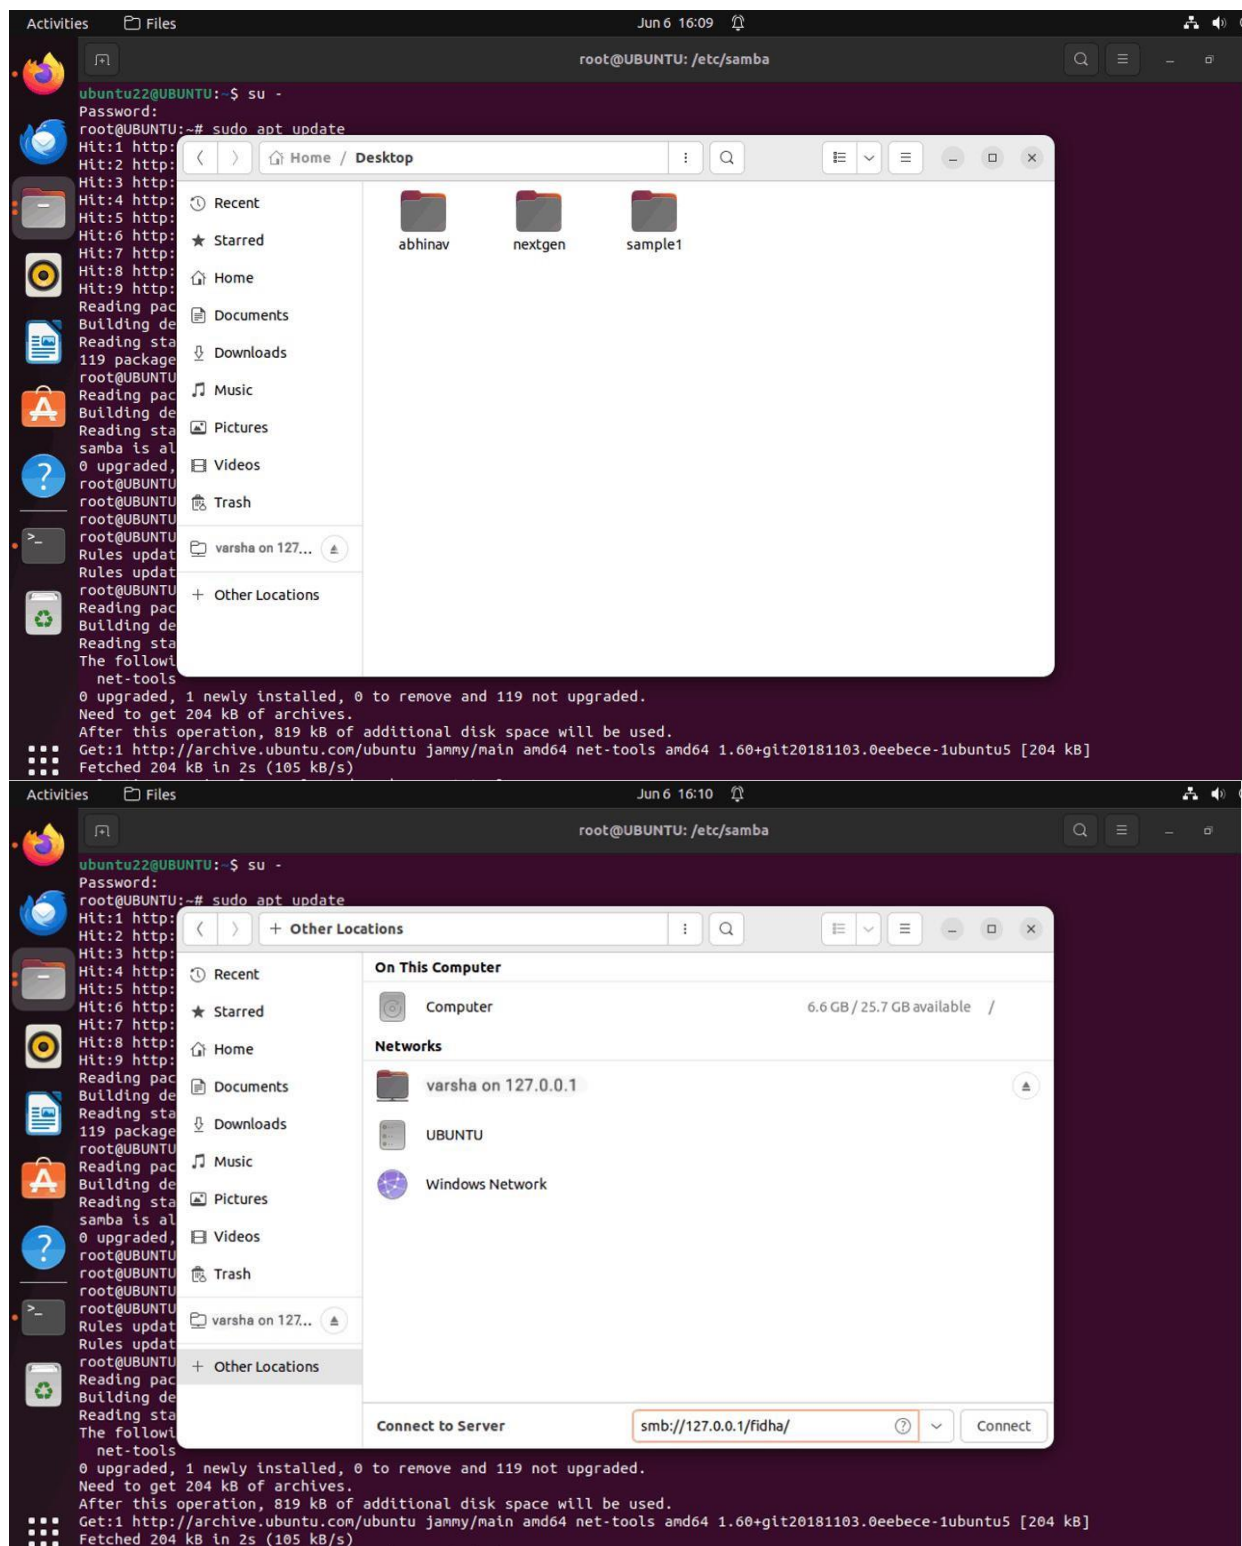 Activities Files Jun 6 16:09
root@UBUNTU: /etc/samba
ubuntu22@UBUNTU:~$ su -
Password:
root@UBUNTU:~# sudo apt update
Hit:1 http:
Hit:2 http:
Hit:3 http:
Hit:4 http:
Hit:5 http:
Hit:6 http:
Hit:7 http:
Hit:8 http:
Hit:9 http:
Reading pac
Building de
Reading sta
119 package
root@UBUNTU
Reading pac
Building de
Reading sta
samba is al
0 upgraded,
root@UBUNTU
root@UBUNTU
root@UBUNTU
root@UBUNTU
Rules updat
Rules updat
root@UBUNTU
Reading pac
Building de
Reading sta
The followi
net-tools
Home / Desktop
Recent
Starred
Home
Documents
Downloads
Music
Pictures
Videos
Trash
varsha on 127...
+ Other Locations
abhinav nextgen sample1
0 upgraded, 1 newly installed, 0 to remove and 119 not upgraded.
Need to get 204 kB of archives.
After this operation, 819 kB of additional disk space will be used.
Get:1 http://archive.ubuntu.com/ubuntu jammy/main amd64 net-tools amd64 1.60+git20181103.0eebece-1ubuntu5 [204 kB]
Fetched 204 kB in 2s (105 kB/s)
Activities Files Jun 6 16:10
root@UBUNTU: /etc/samba
ubuntu22@UBUNTU:~$ su -
Password:
root@UBUNTU:~# sudo apt update
Hit:1 http:
Hit:2 http:
Hit:3 http:
Hit:4 http:
Hit:5 http:
Hit:6 http:
Hit:7 http:
Hit:8 http:
Hit:9 http:
Reading pac
Building de
Reading sta
119 package
root@UBUNTU
Reading pac
Building de
Reading sta
samba is al
0 upgraded,
root@UBUNTU
root@UBUNTU
root@UBUNTU
root@UBUNTU
Rules updat
Rules updat
root@UBUNTU
Reading pac
Building de
Reading sta
The followi
net-tools
+ Other Locations
Recent
Starred
Home
Documents
Downloads
Music
Pictures
Videos
Trash
varsha on 127...
+ Other Locations
On This Computer
Computer 6.6 GB / 25.7 GB available /
Networks
varsha on 127.0.0.1
UBUNTU
Windows Network
Connect to Server smb://127.0.0.1/fidha/ Connect
0 upgraded, 1 newly installed, 0 to remove and 119 not upgraded.
Need to get 204 kB of archives.
After this operation, 819 kB of additional disk space will be used.
Get:1 http://archive.ubuntu.com/ubuntu jammy/main amd64 net-tools amd64 1.60+git20181103.0eebece-1ubuntu5 [204 kB]
Fetched 204 kB in 2s (105 kB/s)